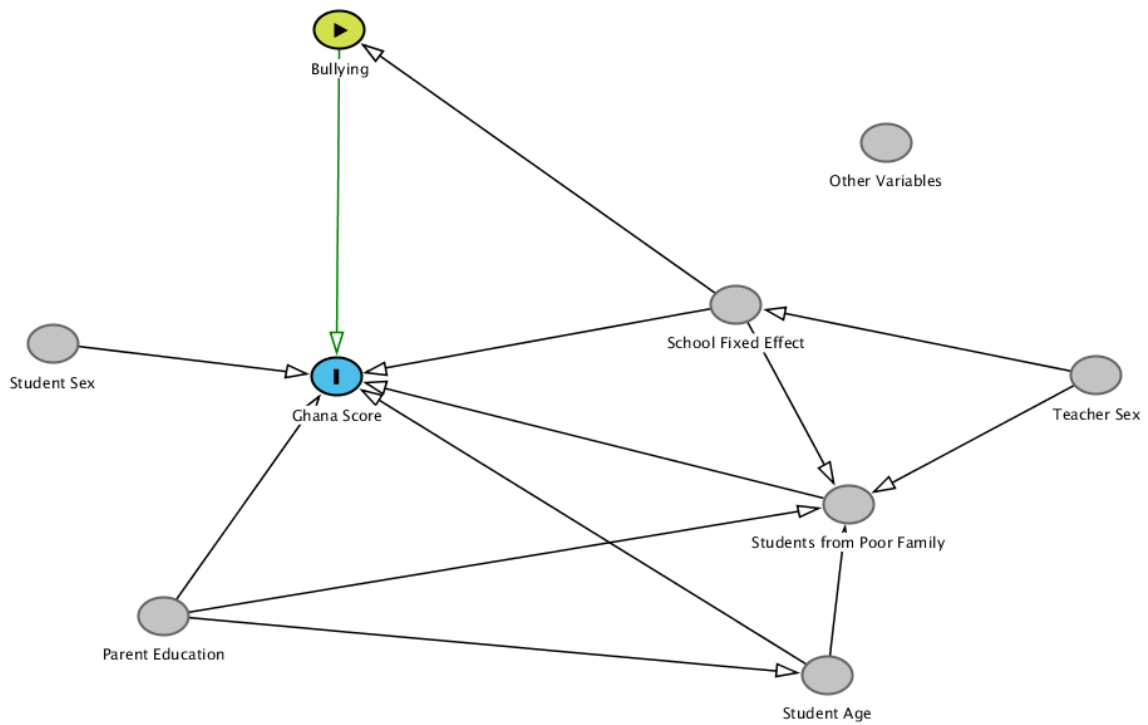 Bullying
Other Variables
School Fixed Effect
Student Sex
Ghana Score
Teacher Sex
Students from Poor Family
Parent Education
Student Age